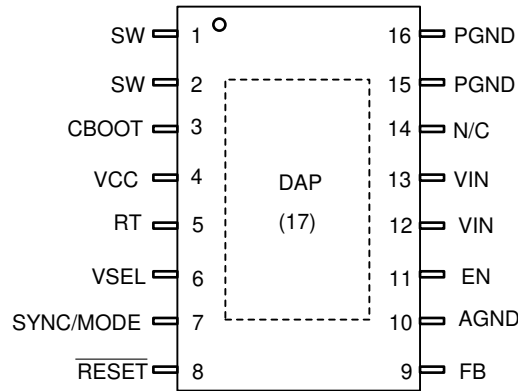 SW 1 16 PGND
SW 2 15 PGND
CBOOT 3 14 N/C
VCC 4 13 VIN
DAP
(17)
RT 5 12 VIN
VSEL 6 11 EN
SYNC/MODE 7 10 AGND
RESET 8 9 FB